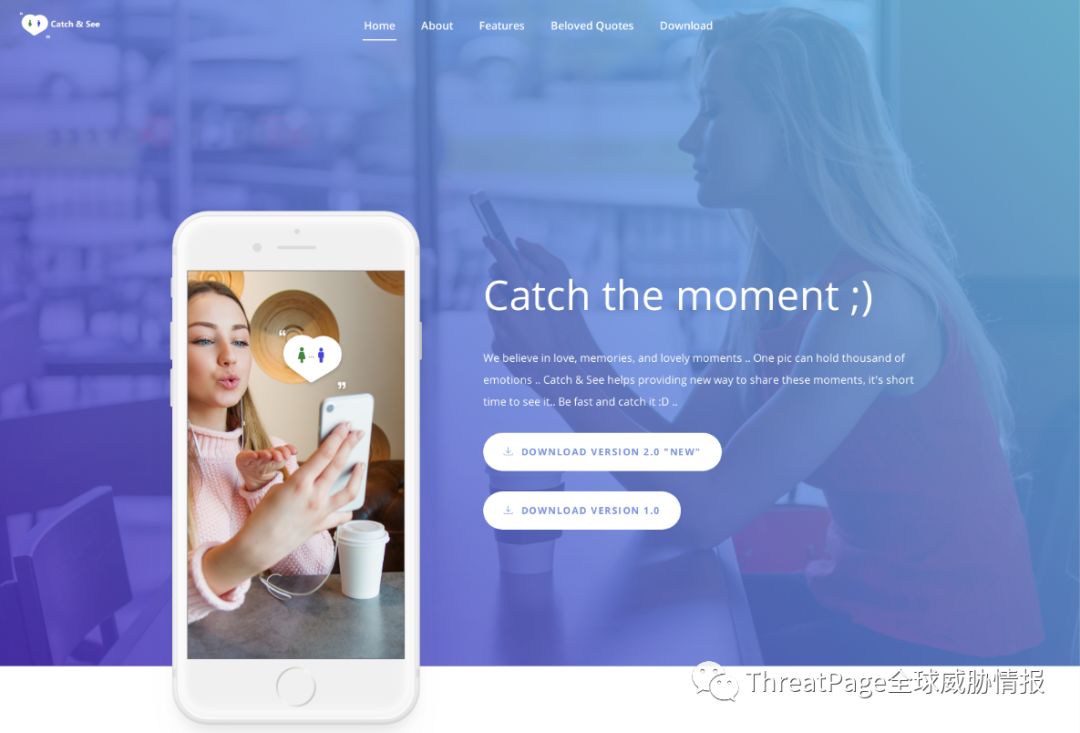 Catch & See
Home
About
Features
Beloved Quotes
Download
Catch the moment ;)
We believe in love, memories, and lovely moments .. One pic can hold thousand of
emotions .. Catch & See helps providing new way to share these moments, it's short
time to see it.. Be fast and catch it :D ..
DOWNLOAD VERSION 2.0 "NEW"
DOWNLOAD VERSION 1.0
ThreatPage全球威胁情报